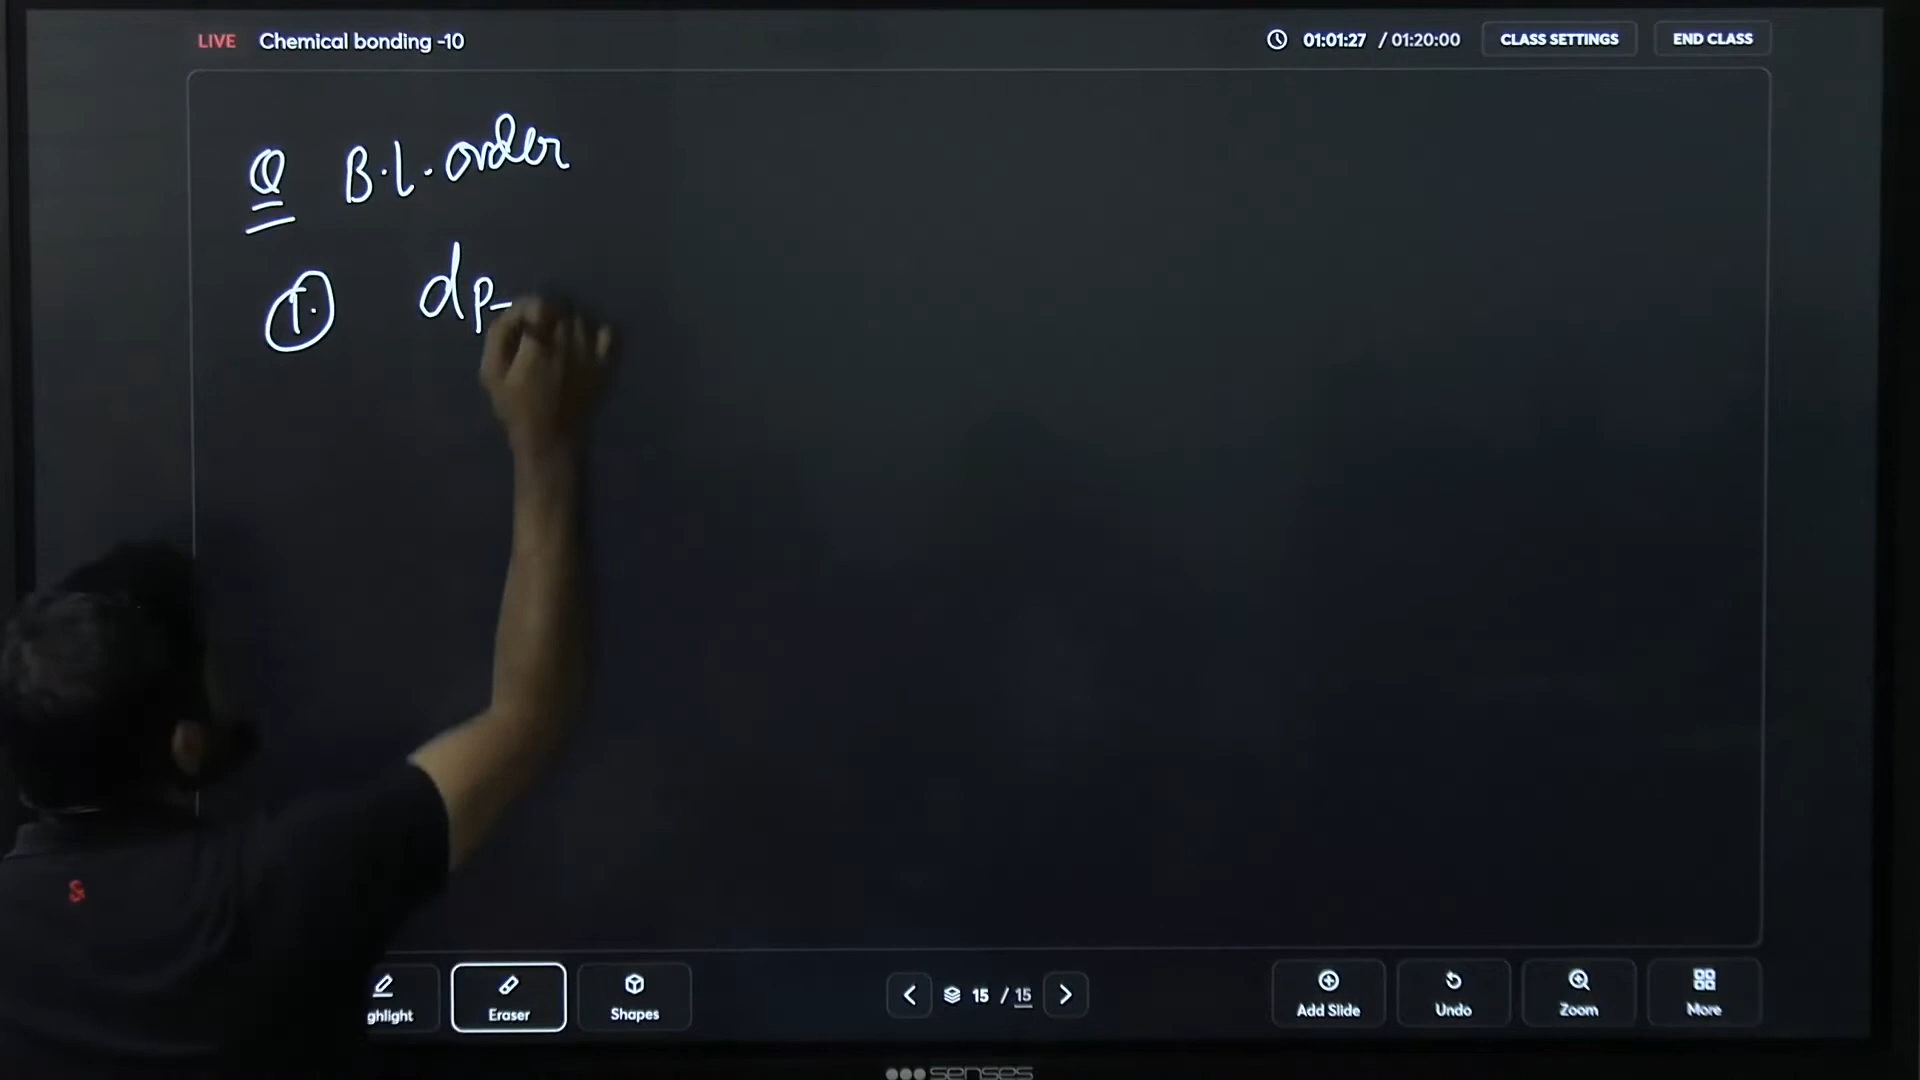 LIVE Chemical bonding -10 01:01:27 / 01:20:00 CLASS SETTINGS END CLASS
Q B.L. order
1. dp-
ghlight Eraser Shapes 15 / 15 Add Slide Undo Zoom More
senses